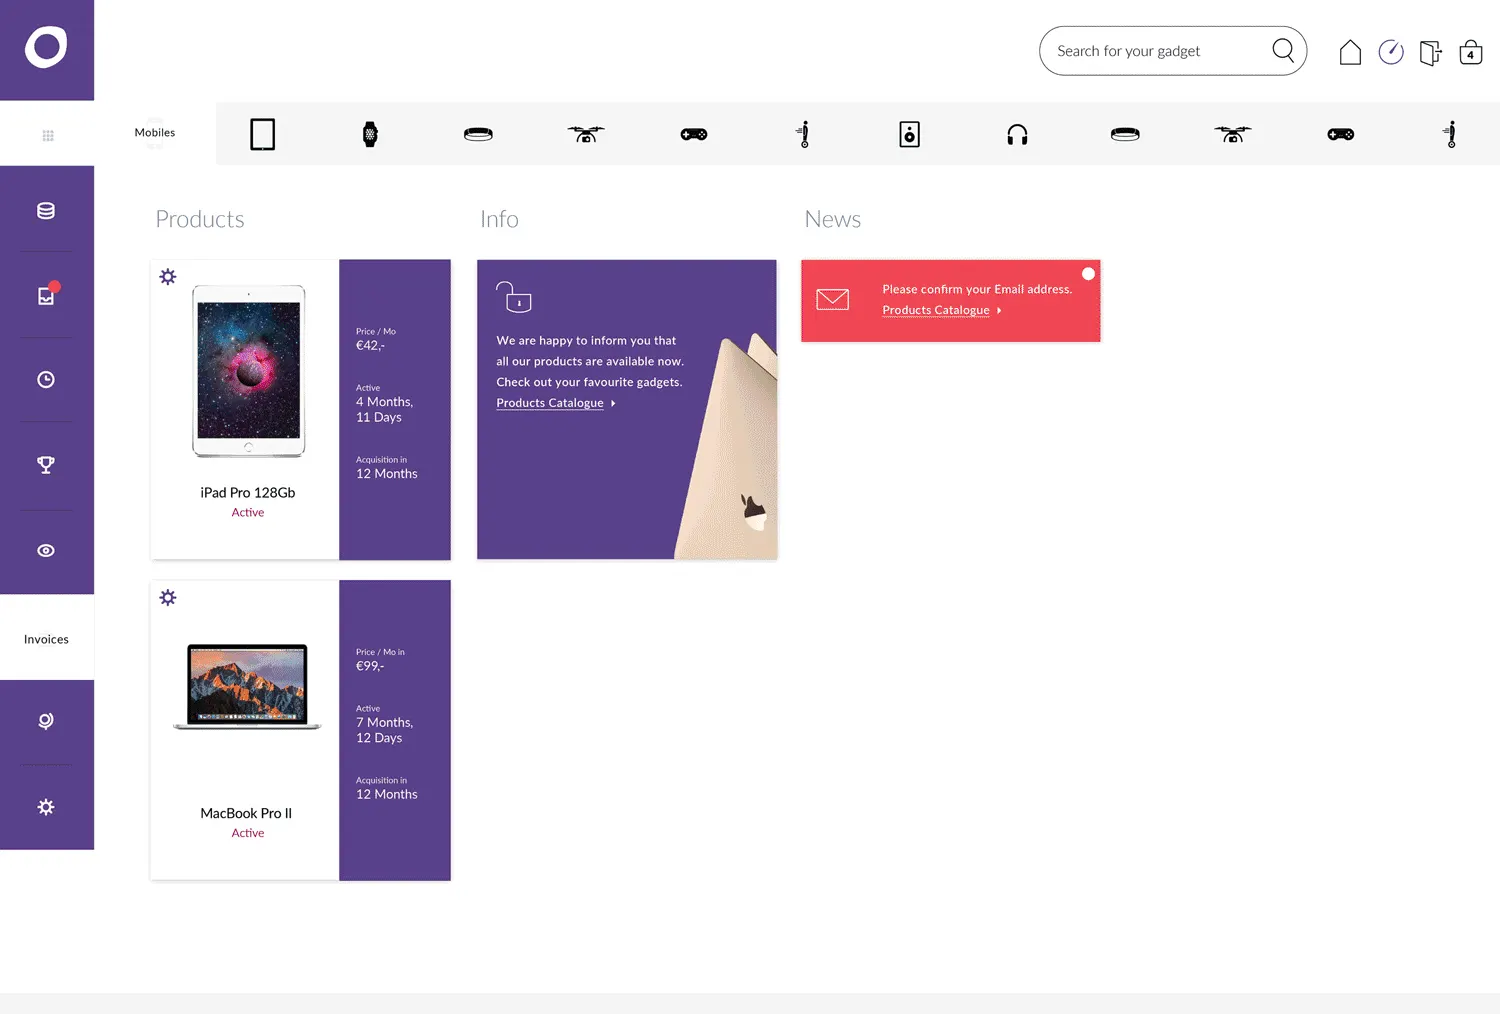 Search for your gadget
4
Mobiles
Products
Info
News
Price / Mo
€42,-
Active
4 Months,
11 Days
Acquisition in
12 Months
iPad Pro 128Gb
Active
We are happy to inform you that
all our products are available now.
Check out your favourite gadgets.
Products Catalogue
Please confirm your Email address.
Products Catalogue
Invoices
Price / Mo in
€99,-
Active
7 Months,
12 Days
Acquisition in
12 Months
MacBook Pro II
Active